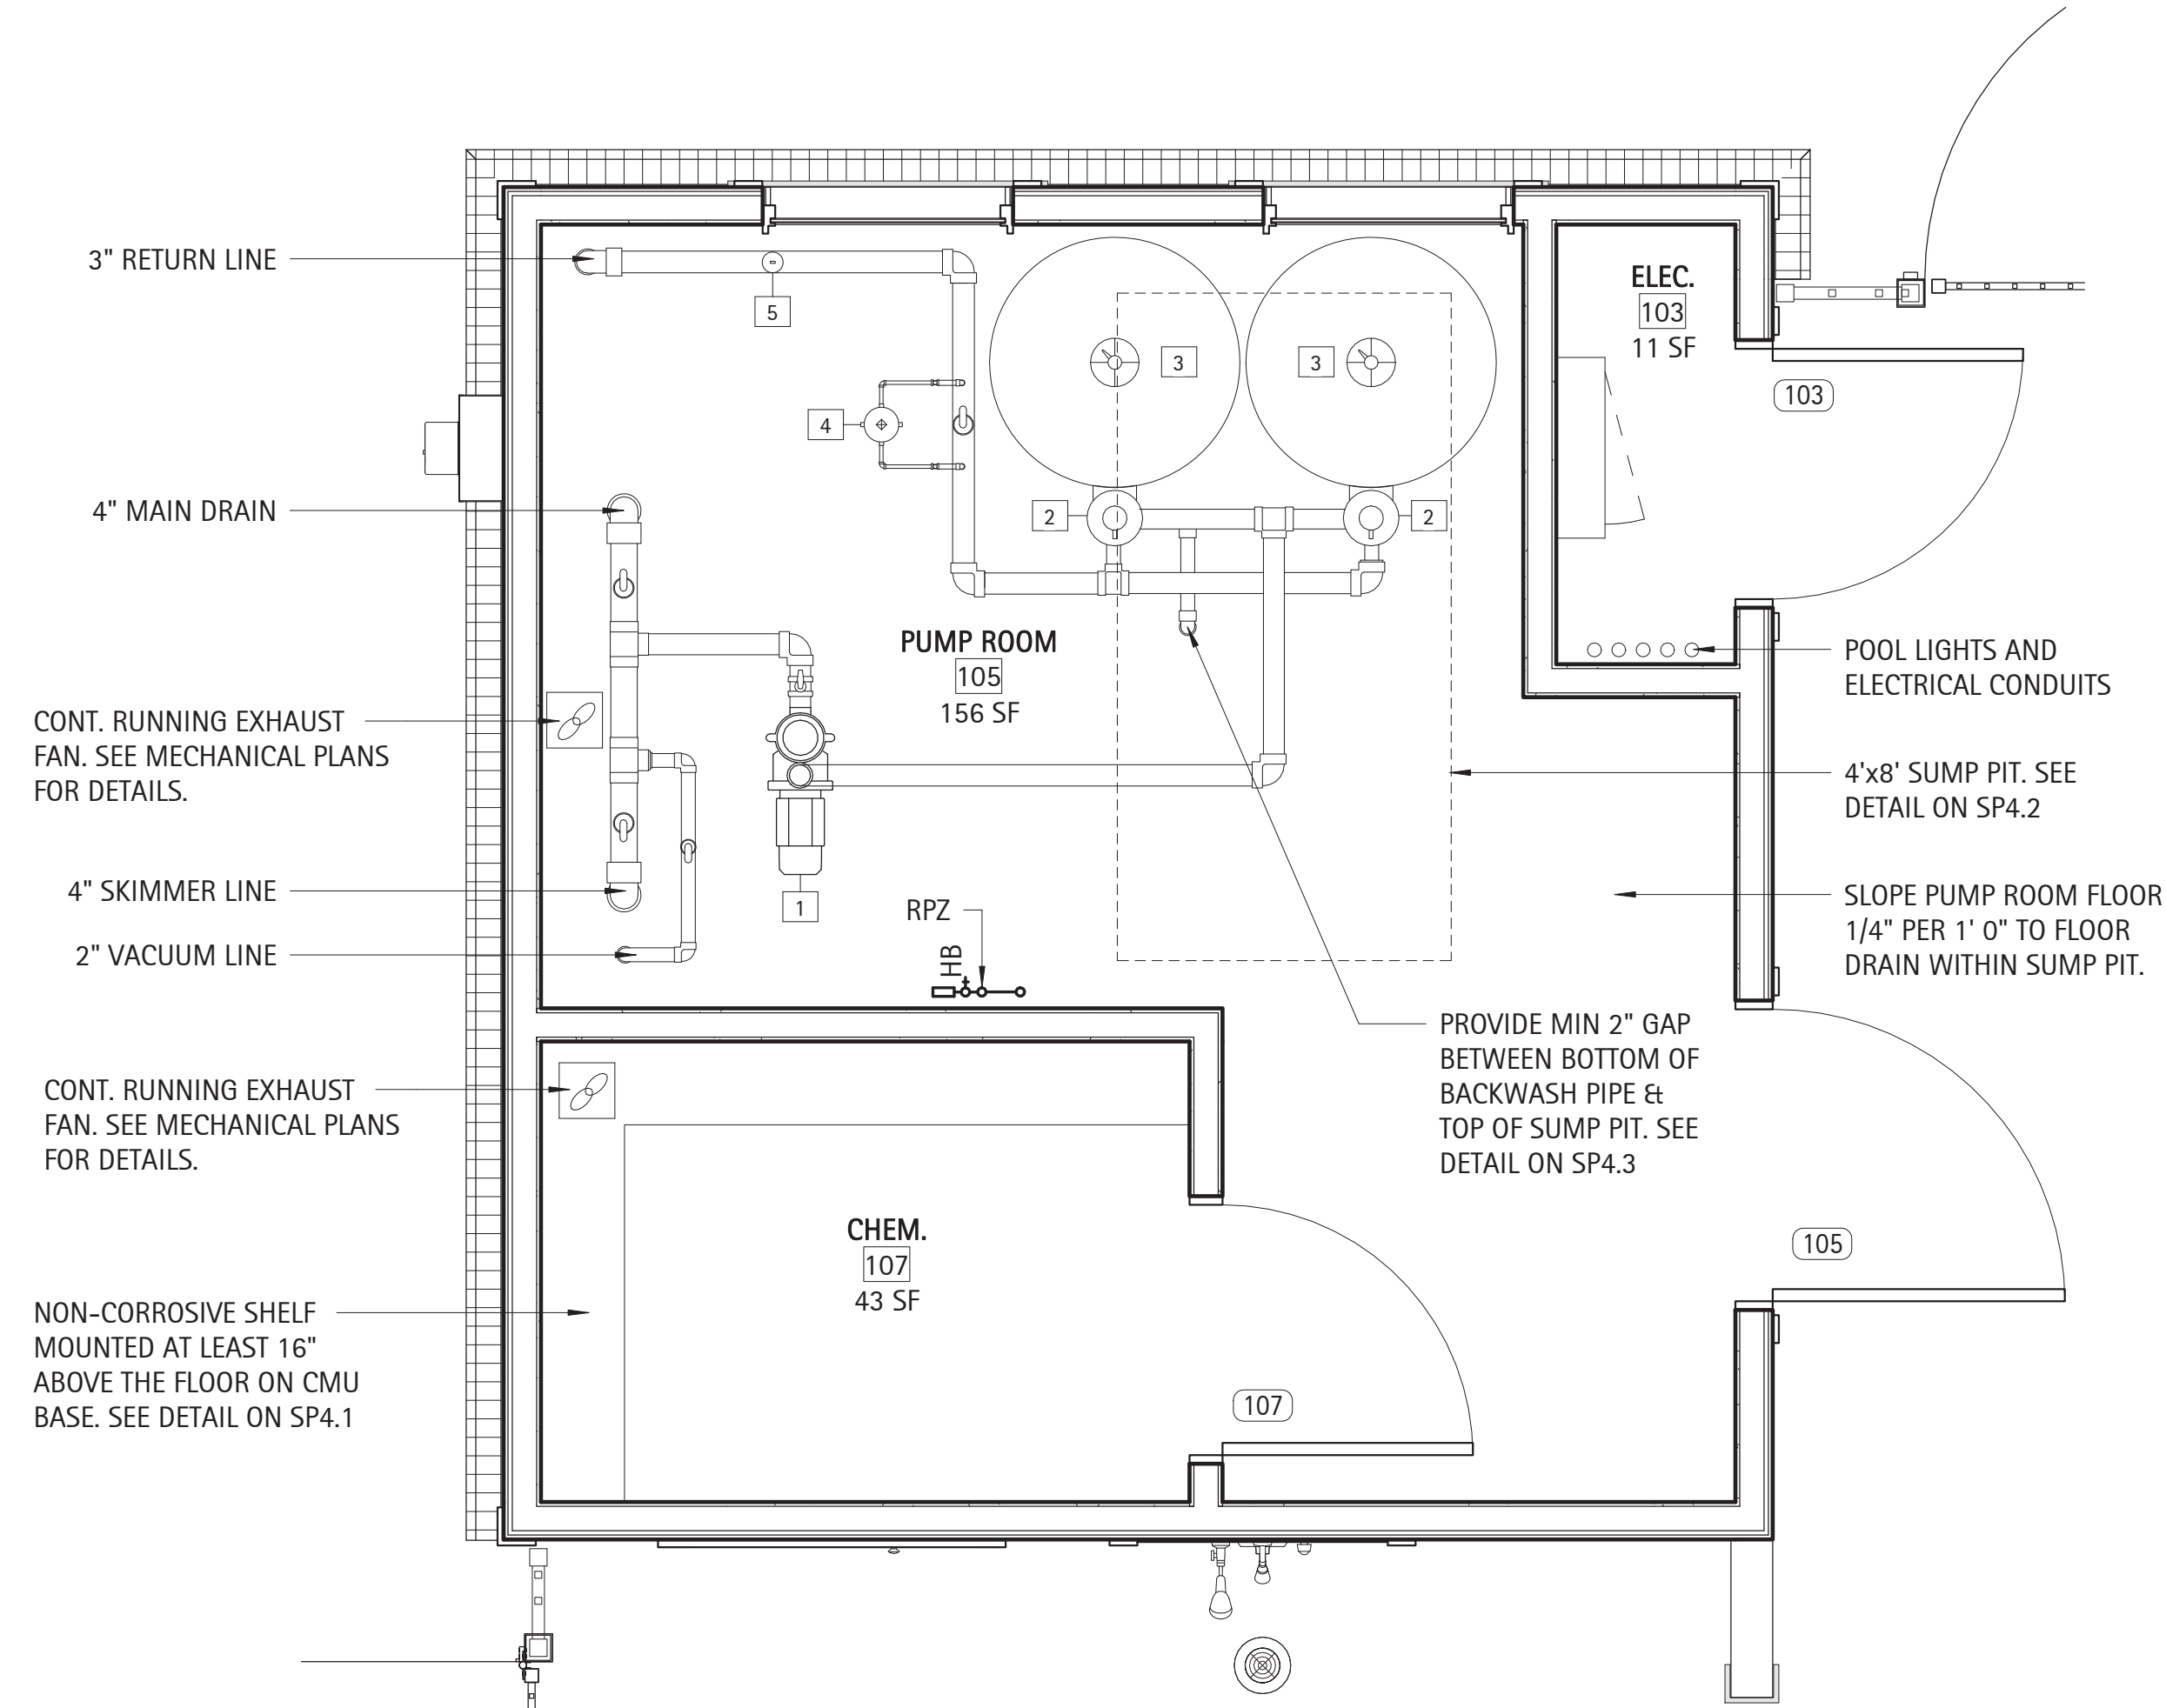 3" RETURN LINE
5
ELEC.
103
11 SF
3
3
103
4
4" MAIN DRAIN
2
2
PUMP ROOM
105
156 SF
POOL LIGHTS AND
ELECTRICAL CONDUITS
CONT. RUNNING EXHAUST
FAN. SEE MECHANICAL PLANS
FOR DETAILS.
4'x8' SUMP PIT. SEE
DETAIL ON SP4.2
4" SKIMMER LINE
1
RPZ
HB
2" VACUUM LINE
SLOPE PUMP ROOM FLOOR
1/4" PER 1' 0" TO FLOOR
DRAIN WITHIN SUMP PIT.
PROVIDE MIN 2" GAP
BETWEEN BOTTOM OF
BACKWASH PIPE &
TOP OF SUMP PIT. SEE
DETAIL ON SP4.3
CONT. RUNNING EXHAUST
FAN. SEE MECHANICAL PLANS
FOR DETAILS.
CHEM.
107
43 SF
105
NON-CORROSIVE SHELF
MOUNTED AT LEAST 16"
ABOVE THE FLOOR ON CMU
BASE. SEE DETAIL ON SP4.1
107